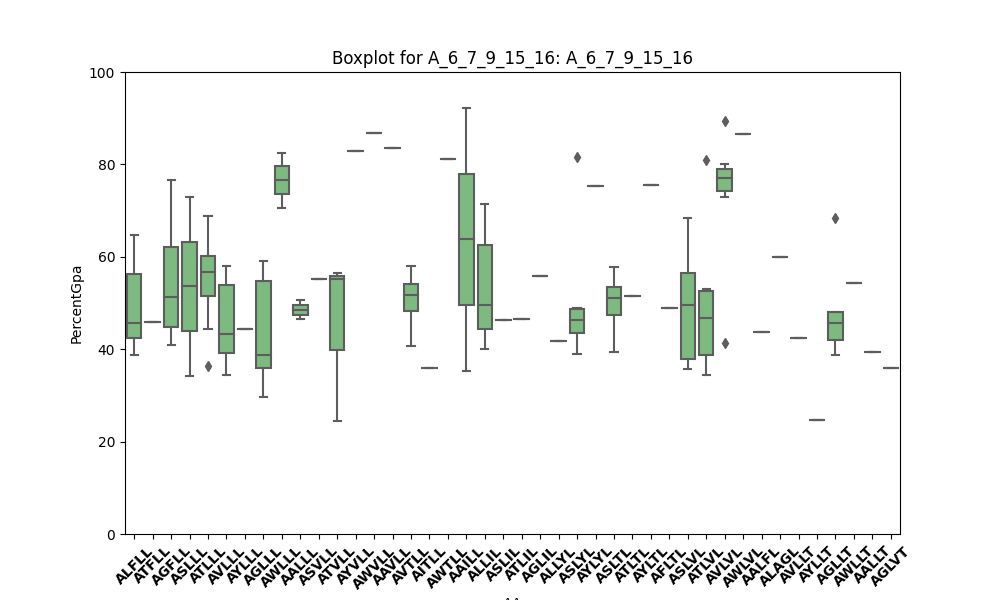 Boxplot for A_6_7_9_15_16: A_6_7_9_15_16
PercentGpa
100
80
60
40
20
0
ALFLL
ATFLL
AGFLL
ASLLL
ATLLL
AVLLL
AYLLL
AGLLL
AWLLL
AALLL
ASVLL
ATVLL
AYVLL
AWVLL
AAVLL
AVTLL
AITLL
AWTLL
AAILL
ALLIL
ASLIL
ATLIL
AGLIL
ALLYL
ASLYL
AYLYL
ASLTL
ATLTL
AYLTL
AFLTL
ASLVL
ATLVL
AVLVL
AWLVL
AALFL
ALAGL
AVLLT
AYLLT
AGLLT
AWLLT
AALLT
AGLVT